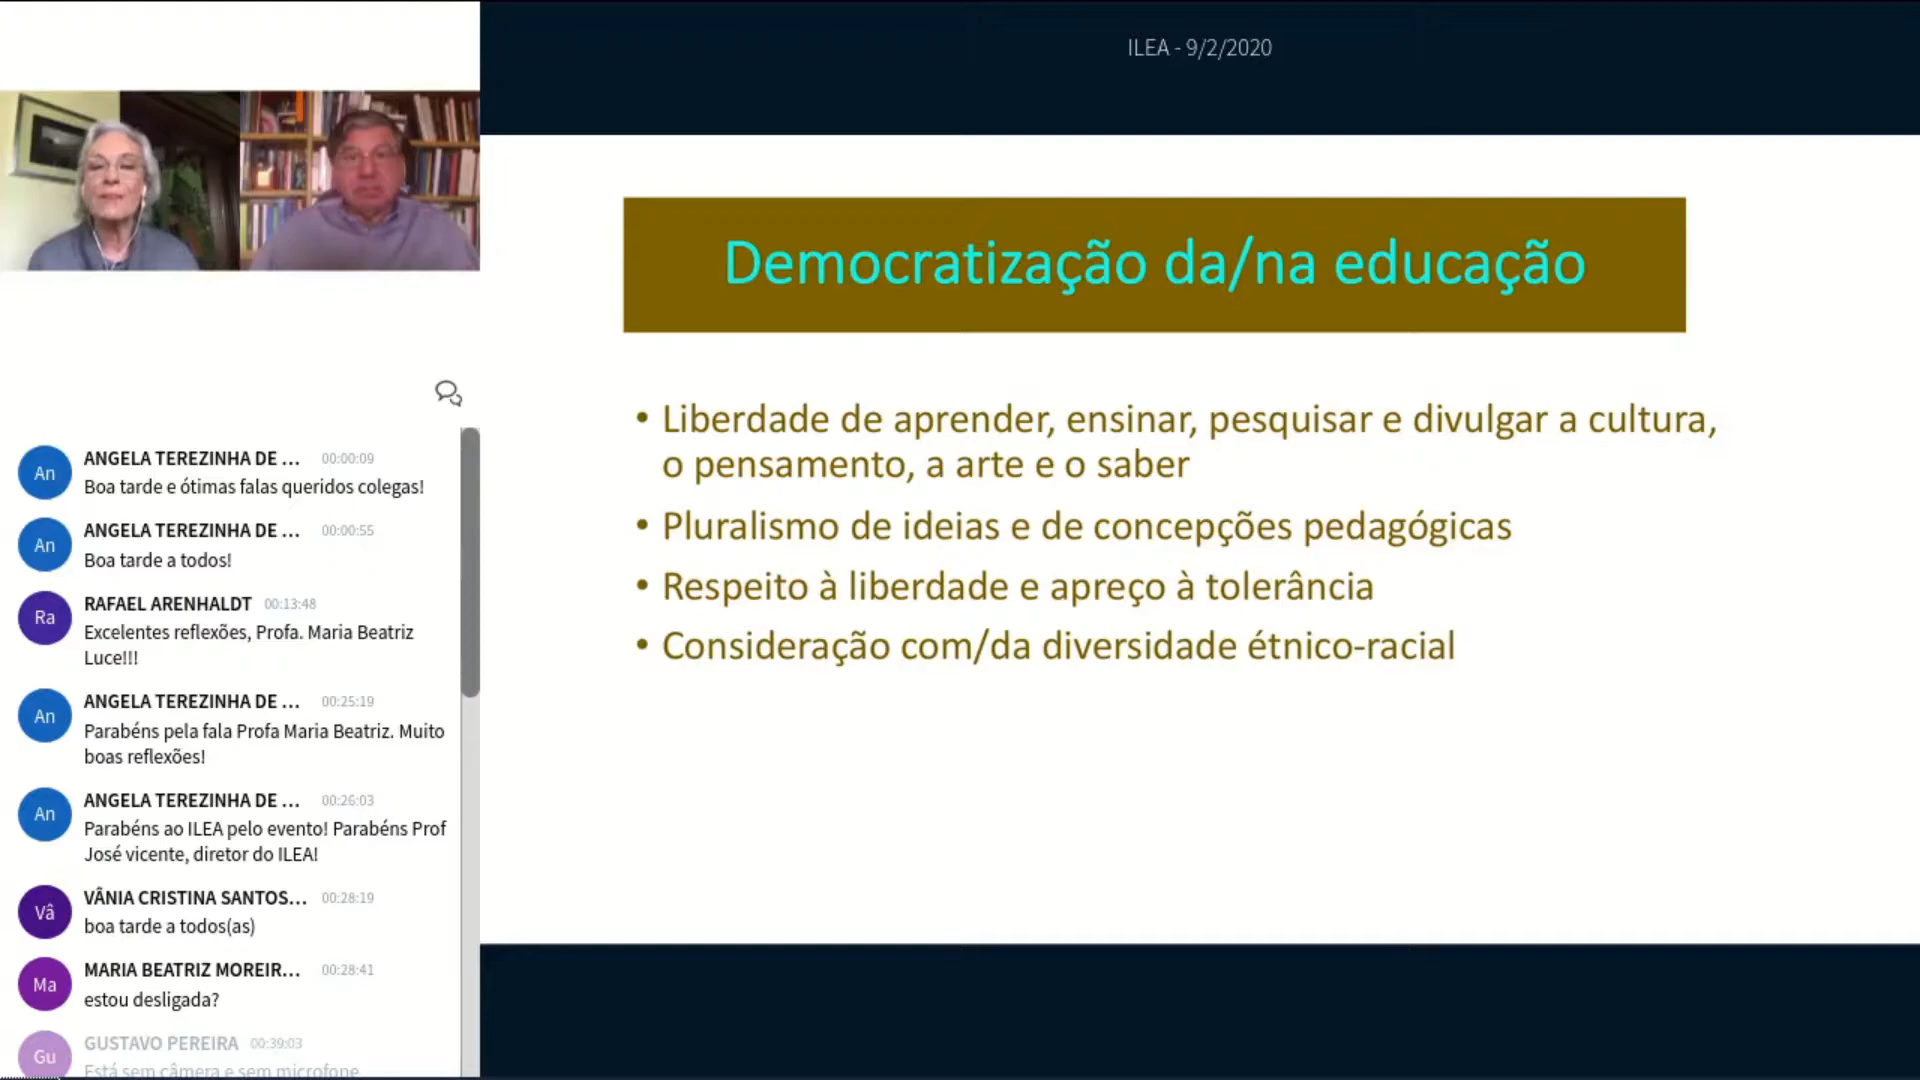 ILEA - 9/2/2020
Democratização da/na educação
• Liberdade de aprender, ensinar, pesquisar e divulgar a cultura,
o pensamento, a arte e o saber
• Pluralismo de ideias e de concepções pedagógicas
• Respeito à liberdade e apreço à tolerância
• Consideração com/da diversidade étnico-racial
An
ANGELA TEREZINHA DE ... 00:00:09
Boa tarde e ótimas falas queridos colegas!
An
ANGELA TEREZINHA DE ... 00:00:55
Boa tarde a todos!
Ra
RAFAEL ARENHALDT 00:13:48
Excelentes reflexões, Profa. Maria Beatriz
Luce!!!
An
ANGELA TEREZINHA DE ... 00:25:19
Parabéns pela fala Profa Maria Beatriz. Muito
boas reflexões!
An
ANGELA TEREZINHA DE ... 00:26:03
Parabéns ao ILEA pelo evento! Parabéns Prof
José vicente, diretor do ILEA!
Vâ
VÂNIA CRISTINA SANTOS... 00:28:19
boa tarde a todos(as)
Ma
MARIA BEATRIZ MOREIR... 00:28:41
estou desligada?
Gu
GUSTAVO PEREIRA 00:39:03
Está sem câmera e sem microfone